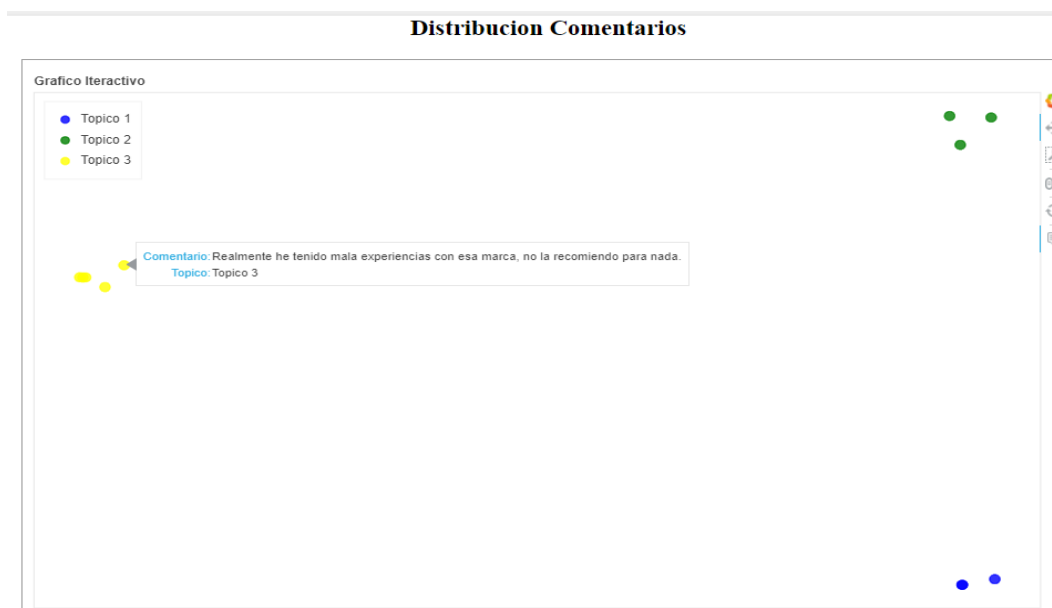 Distribucion Comentarios
Grafico Iteractivo
Topico 1
Topico 2
Topico 3
Comentario: Realmente he tenido mala experiencias con esa marca, no la recomiendo para nada.
Topico: Topico 3